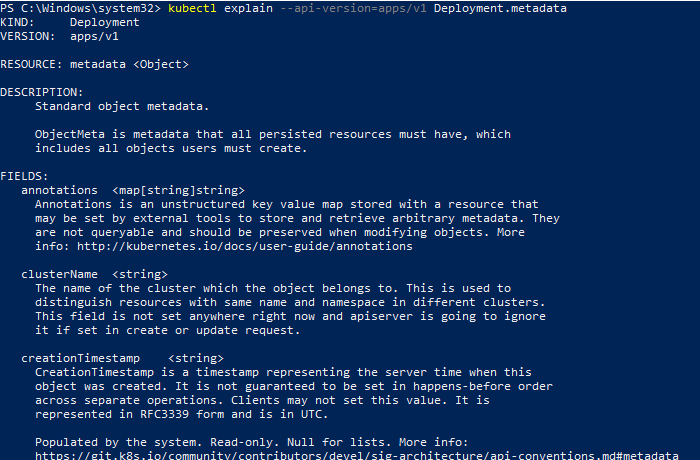 PS C:\Windows\system32> kubectl explain --api-version=apps/v1 Deployment.metadata
KIND:     Deployment
VERSION:  apps/v1

RESOURCE: metadata <Object>

DESCRIPTION:
     Standard object metadata.

     ObjectMeta is metadata that all persisted resources must have, which
     includes all objects users must create.

FIELDS:
   annotations  <map[string]string>
     Annotations is an unstructured key value map stored with a resource that
     may be set by external tools to store and retrieve arbitrary metadata. They
     are not queryable and should be preserved when modifying objects. More
     info: http://kubernetes.io/docs/user-guide/annotations

   clusterName  <string>
     The name of the cluster which the object belongs to. This is used to
     distinguish resources with same name and namespace in different clusters.
     This field is not set anywhere right now and apiserver is going to ignore
     it if set in create or update request.

   creationTimestamp    <string>
     CreationTimestamp is a timestamp representing the server time when this
     object was created. It is not guaranteed to be set in happens-before order
     across separate operations. Clients may not set this value. It is
     represented in RFC3339 form and is in UTC.

     Populated by the system. Read-only. Null for lists. More info:
     https://git.k8s.io/community/contributors/devel/sig-architecture/api-conventions.md#metadata